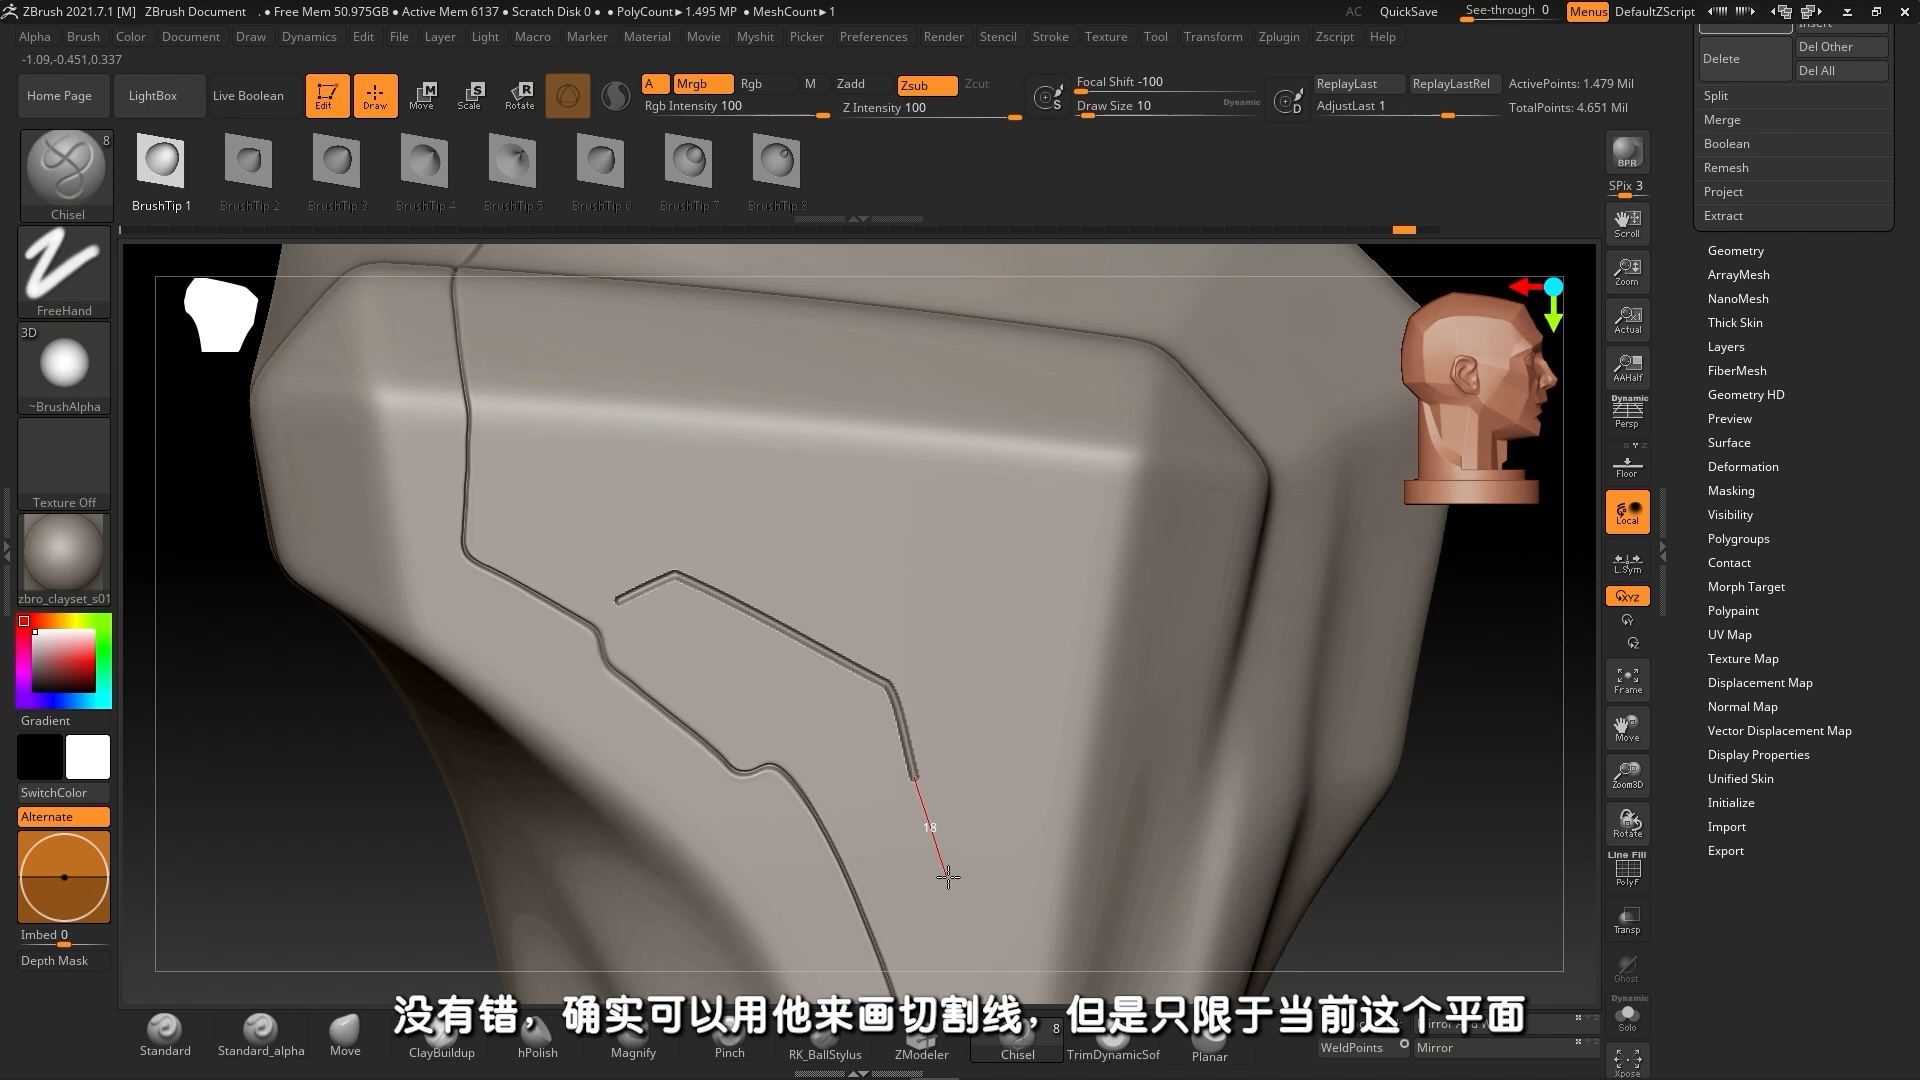 ZBrush 2021.7.1 [M] ZBrush Document . ● Free Mem 50.975GB ● Active Mem 6137 ● Scratch Disk 0 ● ● PolyCount► 1.495 MP ● MeshCount► 1 AC QuickSave See-through 0 Menus DefaultZScript
Alpha Brush Color Document Draw Dynamics Edit File Layer Light Macro Marker Material Movie Myshit Picker Preferences Render Stencil Stroke Texture Tool Transform Zplugin Zscript Help
-1.09,-0.451,0.337
Home Page LightBox Live Boolean Edit Draw Move Scale Rotate A Mrgb Rgb M Zadd Zsub Zcut Focal Shift -100 ReplayLast ReplayLastRel ActivePoints: 1.479 Mil
Rgb Intensity 100 Z Intensity 100 Draw Size 10 Dynamic AdjustLast 1 TotalPoints: 4.651 Mil
Chisel 8
BrushTip 1 BrushTip 2 BrushTip 3 BrushTip 4 BrushTip 5 BrushTip 6 BrushTip 7 BrushTip 8
FreeHand
3D
~BrushAlpha
Texture Off
zbro_clayset_s01
Gradient
SwitchColor
Alternate
Imbed 0
Depth Mask
18
BPR
SPix 3
Scroll
Zoom
Actual
AAHalf
Dynamic
Persp
Floor
Local
L.Sym
XYZ
Frame
Move
Zoom3D
Rotate
Line Fill
PolyF
Transp
Ghost
Dynamic
Solo
Xpose
Insert
Delete
Del Other
Del All
Split
Merge
Boolean
Remesh
Project
Extract
Geometry
ArrayMesh
NanoMesh
Thick Skin
Layers
FiberMesh
Geometry HD
Preview
Surface
Deformation
Masking
Visibility
Polygroups
Contact
Morph Target
Polypaint
UV Map
Texture Map
Displacement Map
Normal Map
Vector Displacement Map
Display Properties
Unified Skin
Initialize
Import
Export
没有错，确实可以用他来画切割线，但是只限于当前这个平面
Standard Standard_alpha Move ClayBuildup hPolish Magnify Pinch RK_BallStylus ZModeler Chisel 8 TrimDynamicSof Planar WeldPoints Mirror